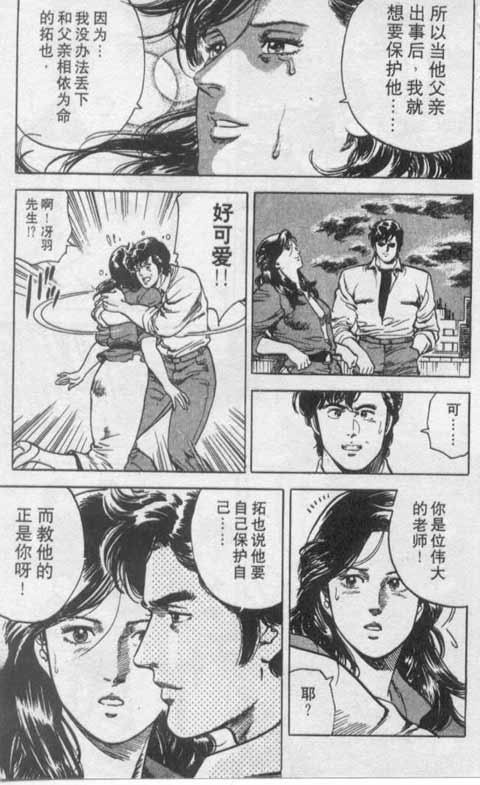 所以当他父亲
出事后，我就
想要保护他……
因为…
我没办法丢下
和父亲相依为命
的拓也．
可……
好可爱!!
啊！冴羽
先生!?
你是位伟大
的老师！
耶？
拓也说他要
自己保护自
己……
而教他的
正是你呀！